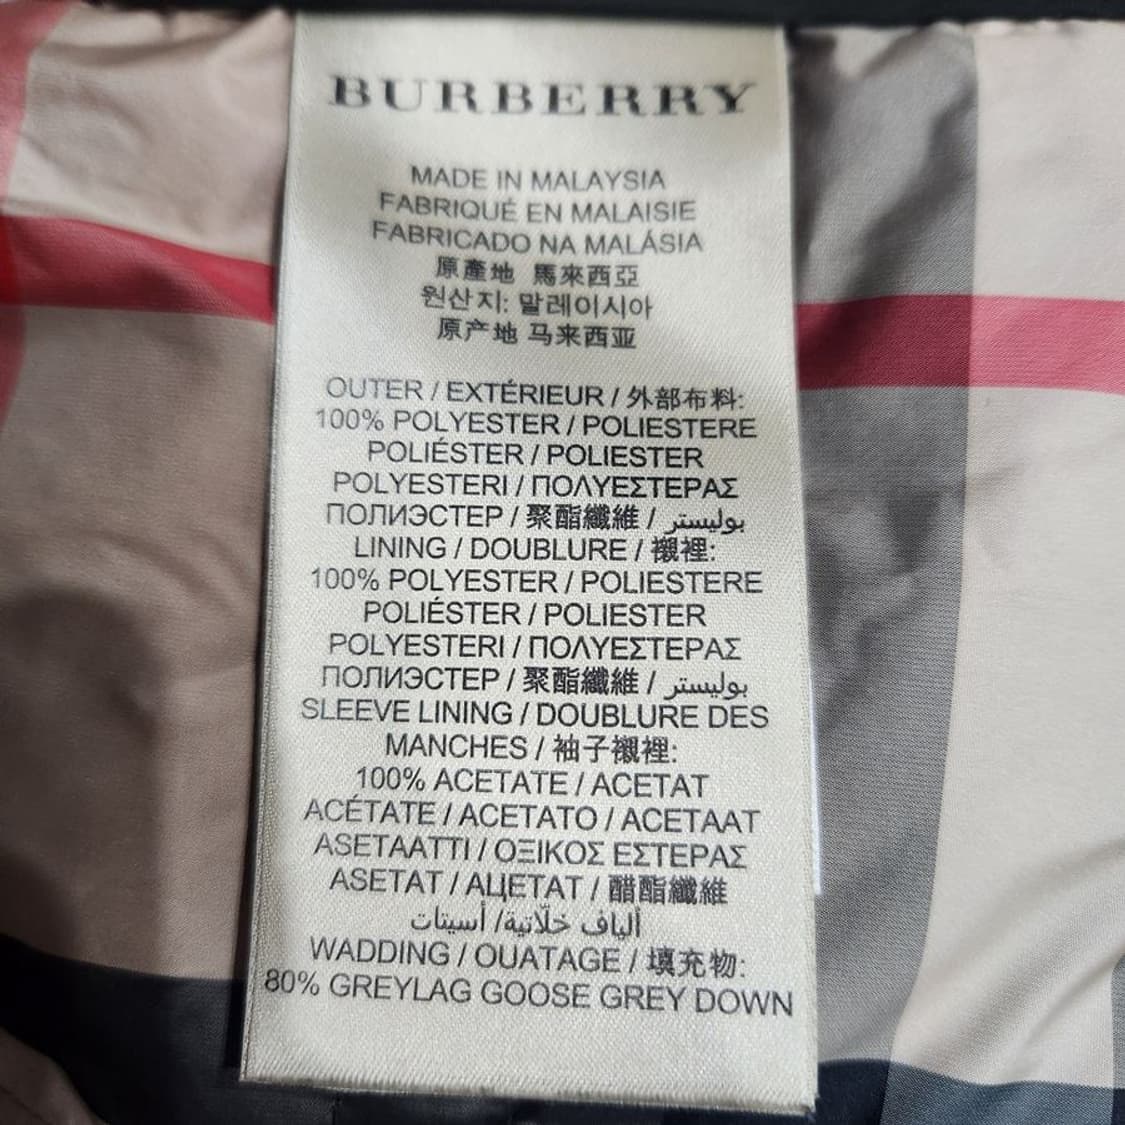 BURBERRY
MADE IN MALAYSIA
FABRIQUÉ EN MALAISIE
FABRICADO NA MALÁSIA
原產地 馬來西亞
원산지: 말레이시아
原产地 马来西亚
OUTER / EXTÉRIEUR / 外部布料:
100% POLYESTER / POLIESTERE
POLIÉSTER / POLIESTER
POLYESTERI / ΠΟΛΥΕΣΤΕΡΑΣ
ПОЛИЭСТЕР / 聚酯纖維 / بوليستر
LINING / DOUBLURE / 襯裡:
100% POLYESTER / POLIESTERE
POLIÉSTER / POLIESTER
POLYESTERI / ΠΟΛΥΕΣΤΕΡΑΣ
ПОЛИЭСТЕР / 聚酯纖維 / بوليستر
SLEEVE LINING / DOUBLURE DES
MANCHES / 袖子襯裡:
100% ACETATE / ACETAT
ACÉTATE / ACETATO / ACETAAT
ASETAATTI / ΟΞΙΚΟΣ ΕΣΤΕΡΑΣ
ASETAT / АЦЕТАТ / 醋酯纖維
ألياف خلّاتية/ أسيتات
WADDING / OUATAGE / 填充物:
80% GREYLAG GOOSE GREY DOWN